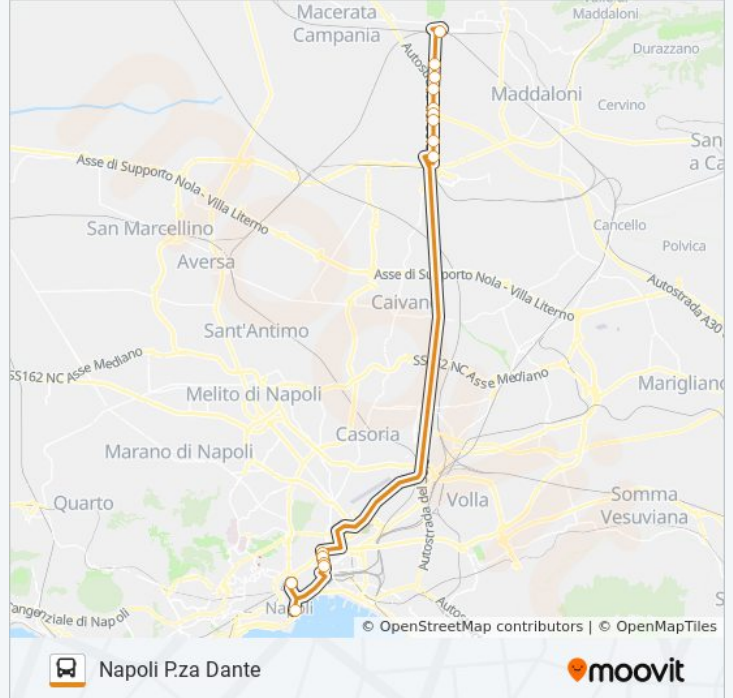 Macerata
Campania
Maddaloni
Durazzano
Maddaloni
Cervino
San
a Ca
Asse di Supporto Nola - Villa Literno
San Marcellino
Cancello
Polvica
Aversa
Asse di Supporto Nola - Villa Literno
Autostrada A30
Caivano
Sant'Antimo
SS162 NC Asse Mediano
SS162 NC Asse Mediano
Melito di Napoli
Marigliano
Casoria
Marano di Napoli
Quarto
Volla
Somma
Vesuviana
Autostrada del
Autos
Napoli
Tangenziale di Napoli
© OpenStreetMap contributors | © OpenMapTiles
Napoli P.za Dante
moovit